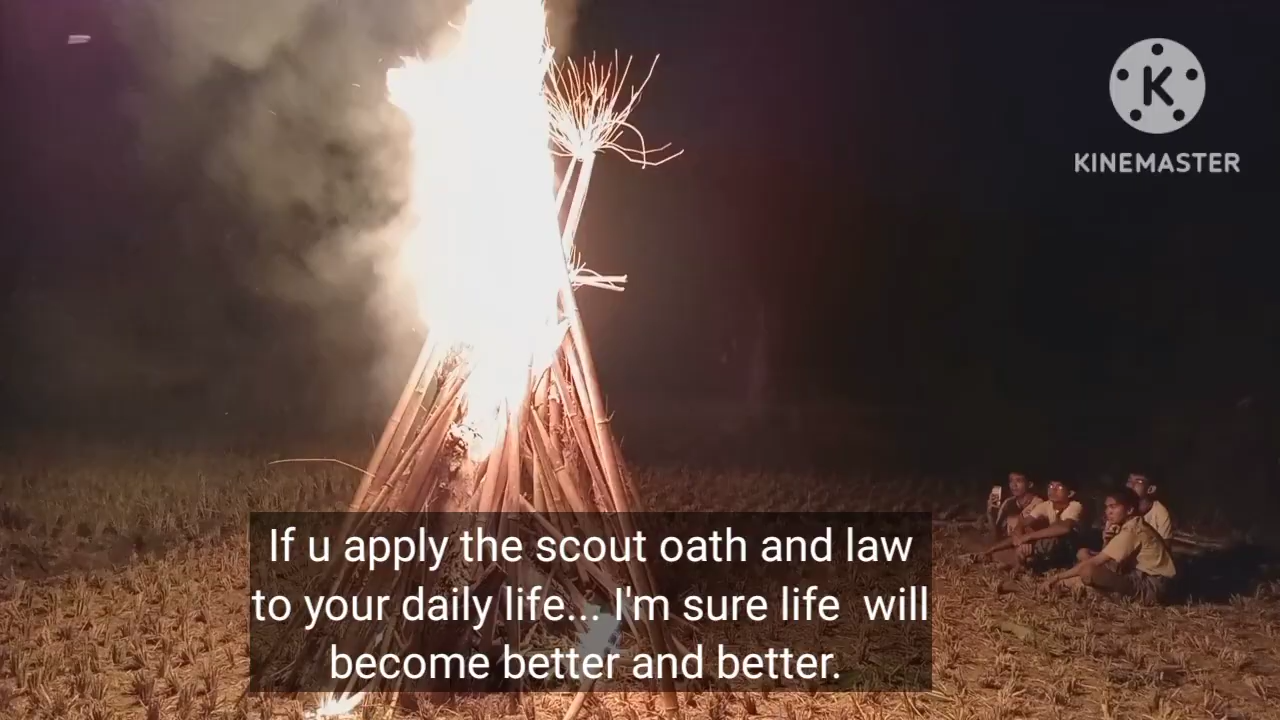 K
KINEMASTER
If u apply the scout oath and law
to your daily life... I'm sure life  will
become better and better.